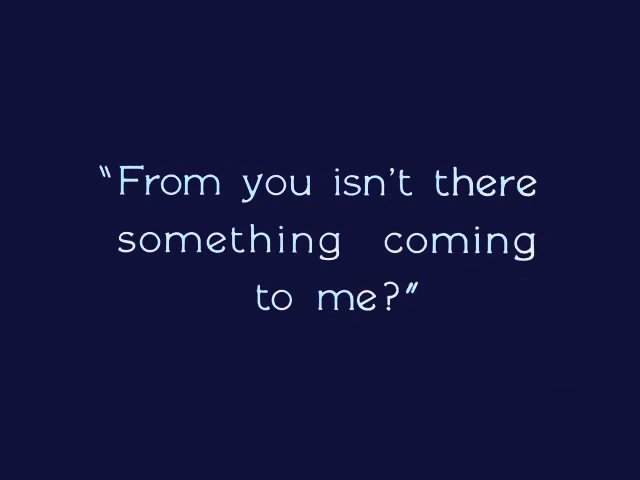 “From you isn't there
something coming
to me?”